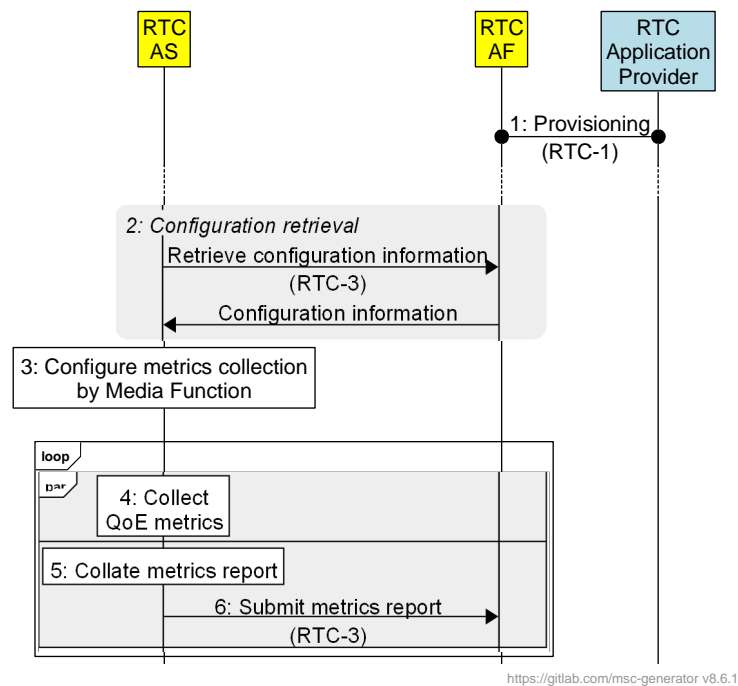 RTC
AS
RTC
AF
RTC
Application
Provider
1: Provisioning
(RTC-1)
2: Configuration retrieval
Retrieve configuration information
(RTC-3)
Configuration information
3: Configure metrics collection
by Media Function
loop
par
4: Collect
QoE metrics
5: Collate metrics report
6: Submit metrics report
(RTC-3)
https://gitlab.com/msc-generator v8.6.1